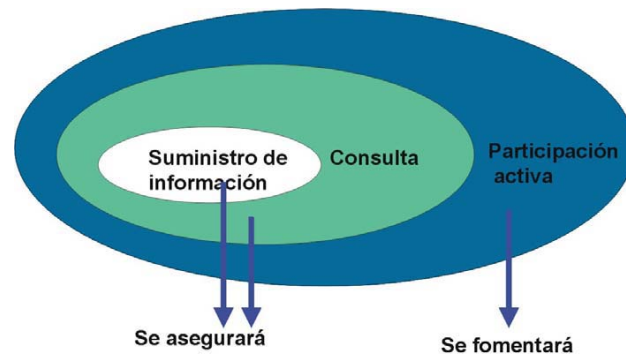 Suministro de
información
Consulta
Participación
activa
Se asegurará
Se fomentará